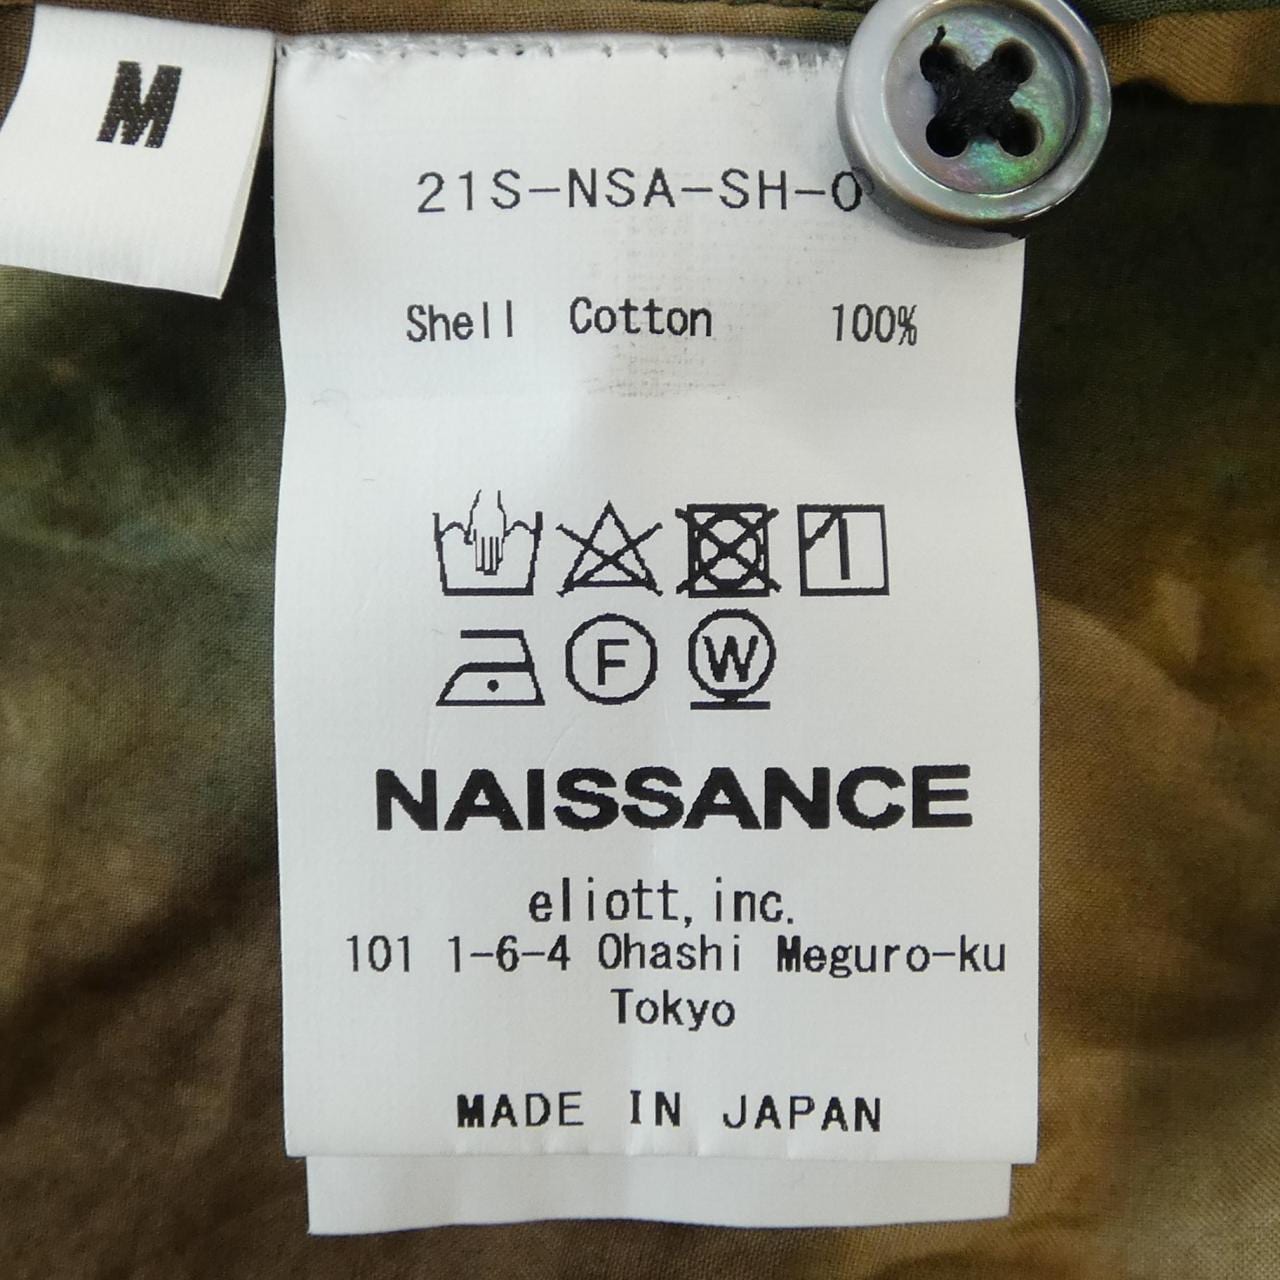 M
21S-NSA-SH-0
Shell Cotton 100%
F W
NAISSANCE
eliott, inc.
101 1-6-4 Ohashi Meguro-ku
Tokyo
MADE IN JAPAN